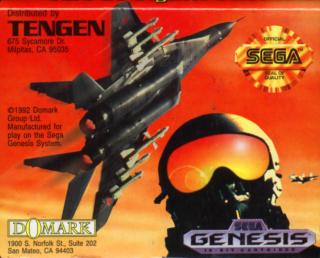 Distributed by
TENGEN
675 Sycamore Dr.
Milpitas, CA 95035
OFFICIAL
SEGA
SEAL OF
QUALITY
©1992 Domark
Group Ltd.
Manufactured for
play on the Sega
Genesis System.
DOMARK
1900 S. Norfolk St., Suite 202
San Mateo, CA 94403
SEGA
GENESIS
16-BIT CARTRIDGE